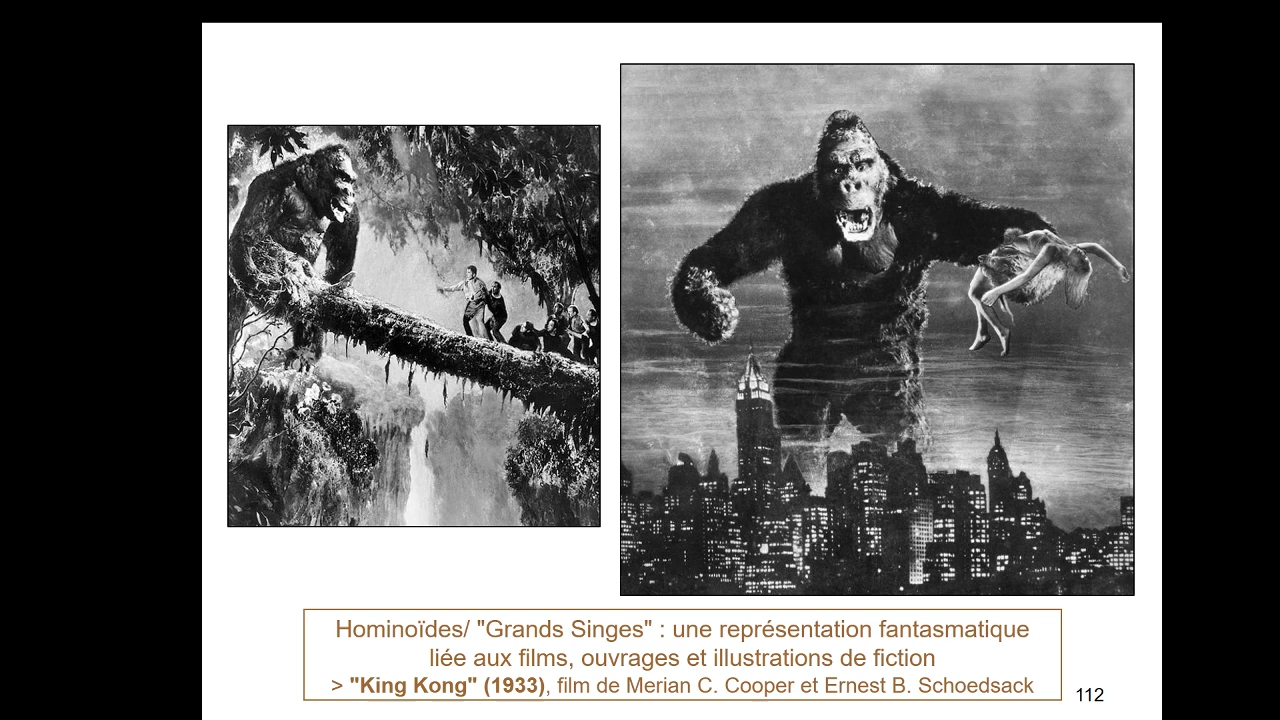 Hominoïdes/ "Grands Singes" : une représentation fantasmatique
liée aux films, ouvrages et illustrations de fiction
> "King Kong" (1933), film de Merian C. Cooper et Ernest B. Schoedsack
112